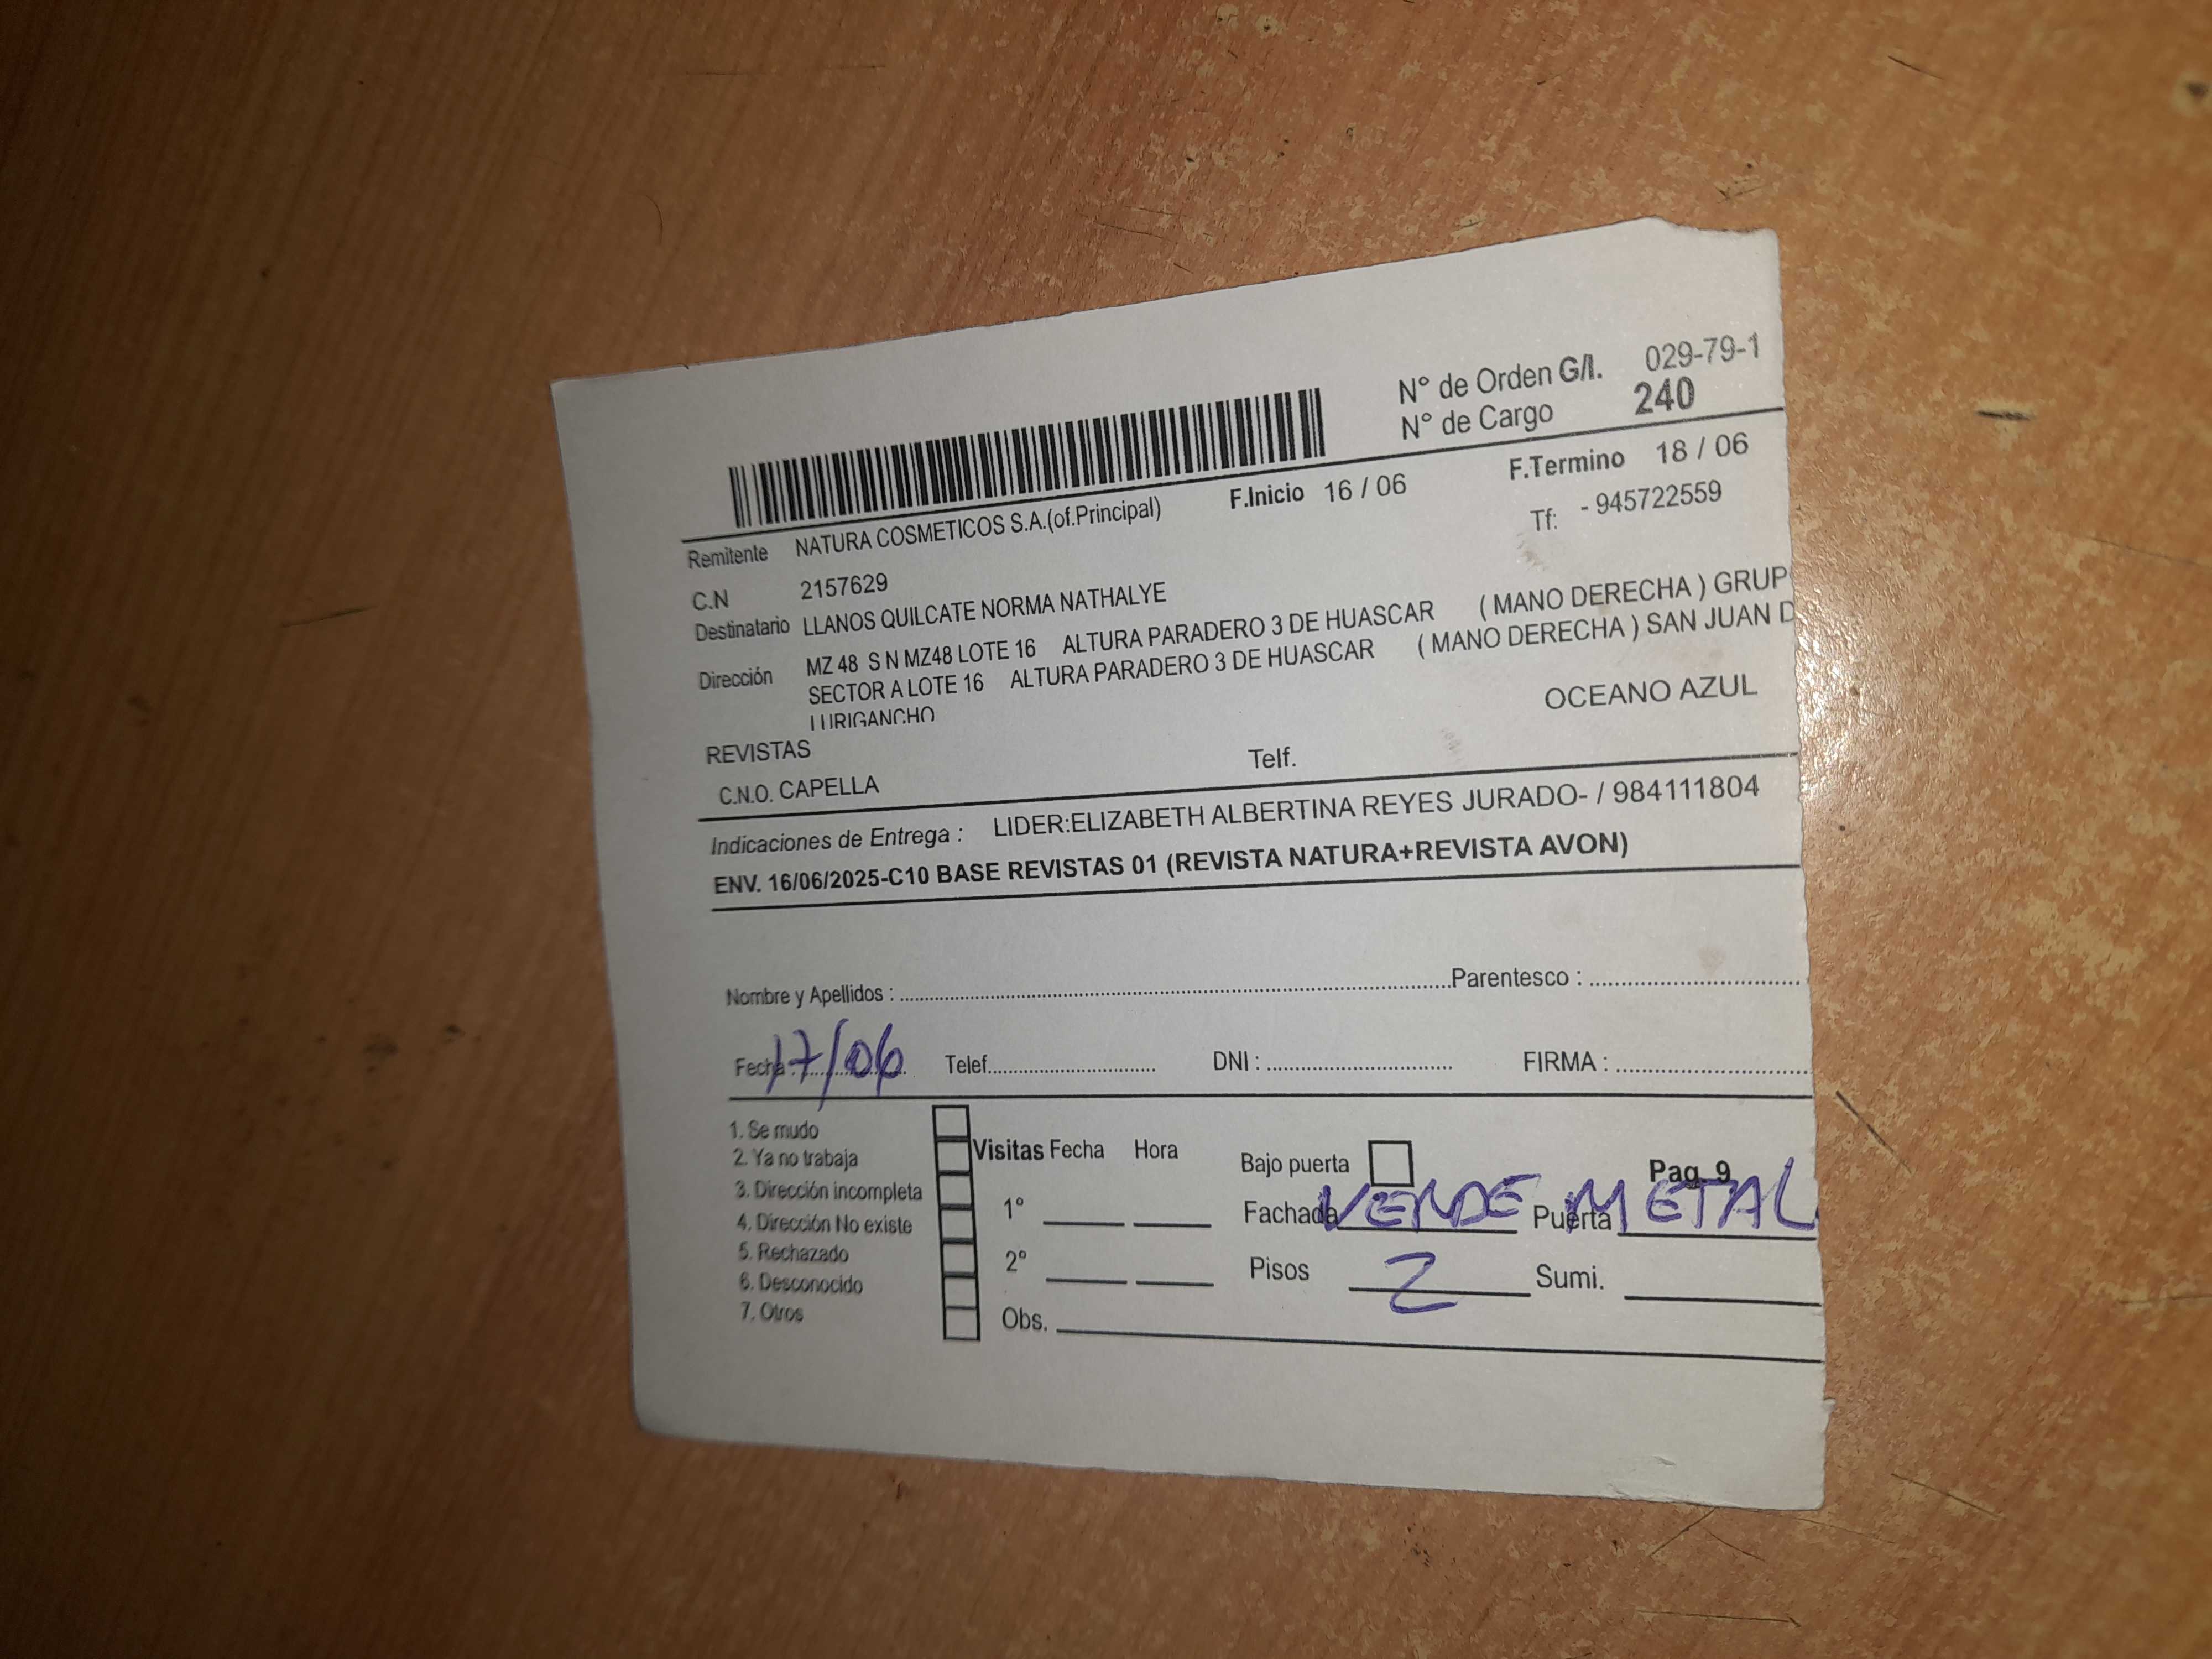 N° de Orden G/I. 029-79-1
N° de Cargo 240
F.Inicio 16 / 06 F.Termino 18 / 06
Remitente NATURA COSMETICOS S.A.(of.Principal) Tf: - 945722559
C.N 2157629
Destinatario LLANOS QUILCATE NORMA NATHALYE
Dirección MZ 48 S N MZ48 LOTE 16 ALTURA PARADERO 3 DE HUASCAR ( MANO DERECHA ) GRUP
SECTOR A LOTE 16 ALTURA PARADERO 3 DE HUASCAR ( MANO DERECHA ) SAN JUAN D
LURIGANCHO
OCEANO AZUL
REVISTAS
C.N.O. CAPELLA Telf.
Indicaciones de Entrega : LIDER:ELIZABETH ALBERTINA REYES JURADO- / 984111804
ENV. 16/06/2025-C10 BASE REVISTAS 01 (REVISTA NATURA+REVISTA AVON)
Nombre y Apellidos : Parentesco :
Fecha : 17/06 Telef. DNI : FIRMA :
1. Se mudo
2. Ya no trabaja
3. Dirección incompleta
4. Dirección No existe
5. Rechazado
6. Desconocido
7. Otros
Visitas Fecha Hora
1°
2°
Obs.
Bajo puerta Pag. 9
Fachada VERDE Puerta METAL
Pisos 2 Sumi.